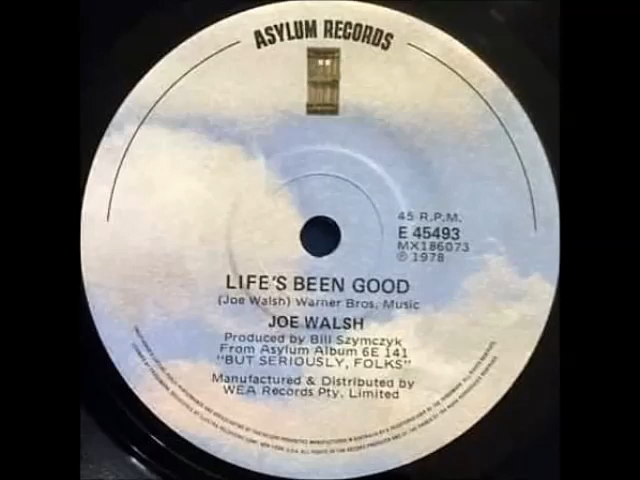 ASYLUM RECORDS
45 R.P.M.
E 45493
MX186073
℗ 1978
LIFE'S BEEN GOOD
(Joe Walsh) Warner Bros. Music
JOE WALSH
Produced by Bill Szymczyk
From Asylum Album 6E 141
"BUT SERIOUSLY, FOLKS"
Manufactured & Distributed by
WEA Records Pty. Limited